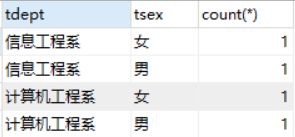 tdept tsex count(*)
信息工程系 女 1
信息工程系 男 1
计算机工程系 女 1
计算机工程系 男 1